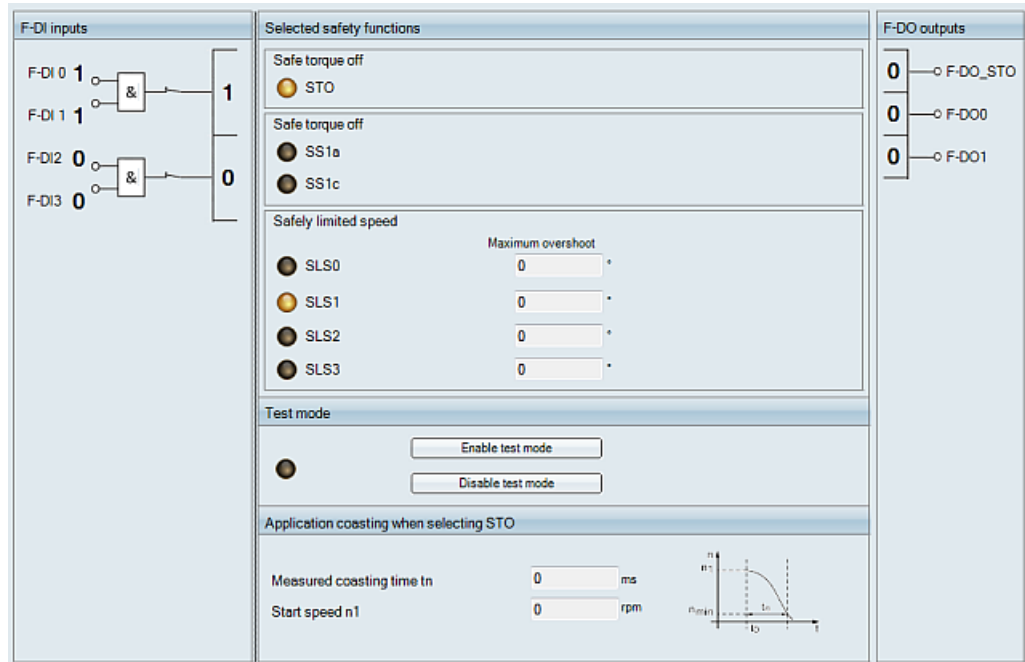 F-DI inputs
F-DI 0 1
&
1
F-DI 1 1
F-DI2 0
&
0
F-DI3 0
Selected safety functions
Safe torque off
STO
Safe torque off
SS1a
SS1c
Safely limited speed
Maximum overshoot
SLS0 0 °
SLS1 0 °
SLS2 0 °
SLS3 0 °
Test mode
Enable test mode
Disable test mode
Application coasting when selecting STO
Measured coasting time tn 0 ms
Start speed n1 0 rpm
n
n1
nmin
tn
t
F-DO outputs
0 F-DO_STO
0 F-DO0
0 F-DO1